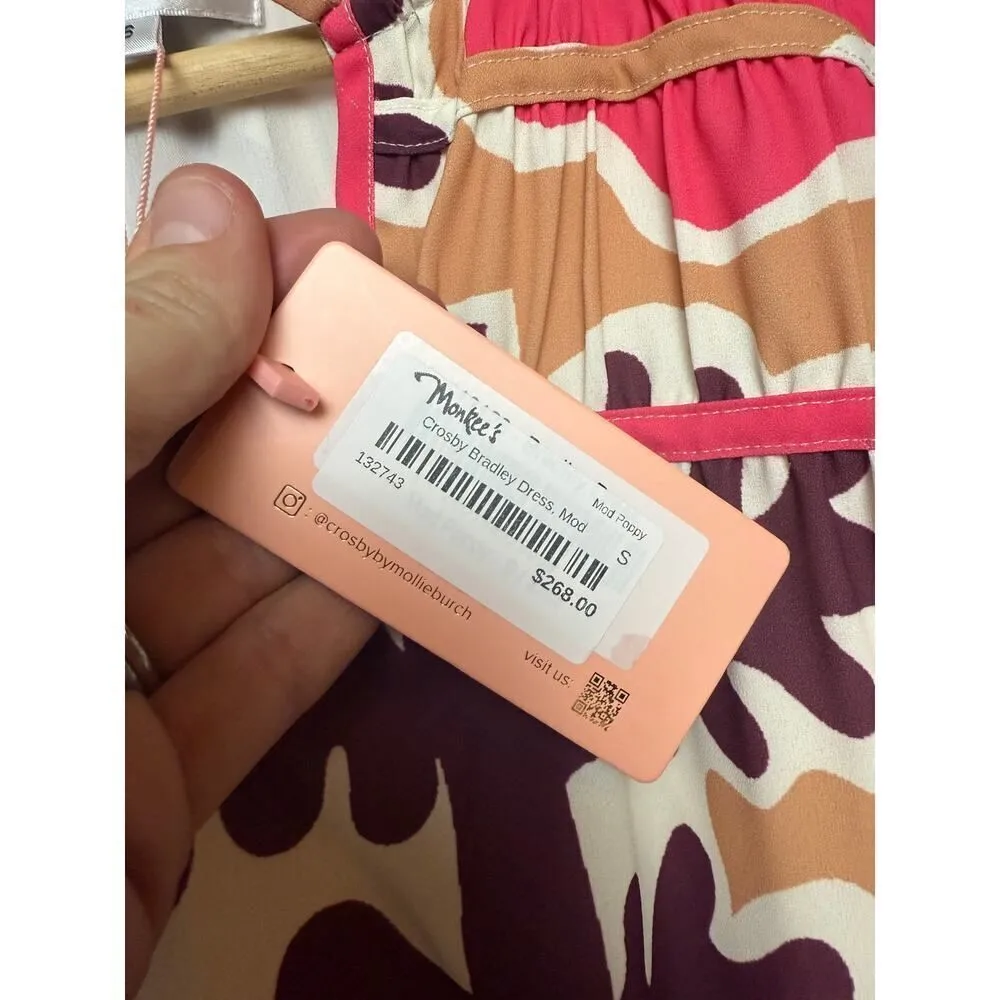 Monkee's
Crosby Bradley Dress, Mod
Mod Poppy
132743
S
$268.00
: @crosbybymollieburch
visit us: